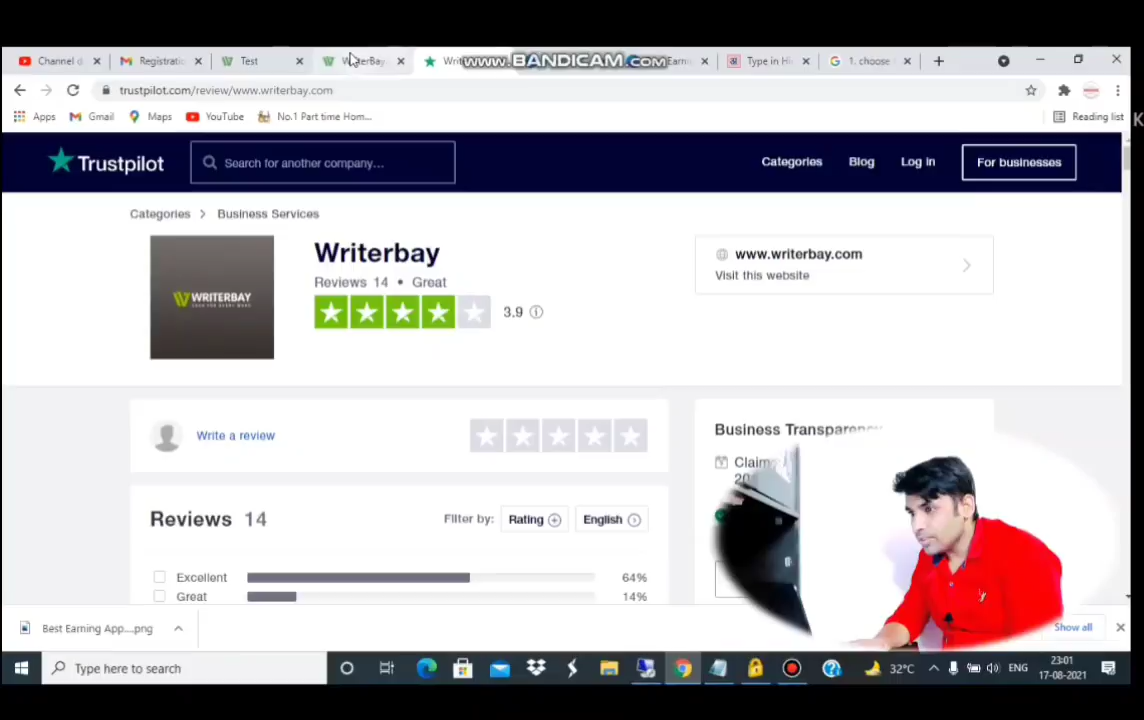 Channel d
Registratio
Test
WriterBay
Writ
www.BANDICAM.com
Earn
Type in Hi
1. choose
trustpilot.com/review/www.writerbay.com
Apps
Gmail
Maps
YouTube
No.1 Part time Hom...
Reading list
K
Trustpilot
Search for another company...
Categories
Blog
Log in
For businesses
Categories
Business Services
WRITERBAY
Writerbay
Reviews 14 • Great
3.9
www.writerbay.com
Visit this website
Write a review
Business Transparency
Claim
20
Reviews 14
Filter by:
Rating
English
Excellent
64%
Great
14%
Best Earning App....png
Show all
Type here to search
32°C
ENG
23:01
17-08-2021